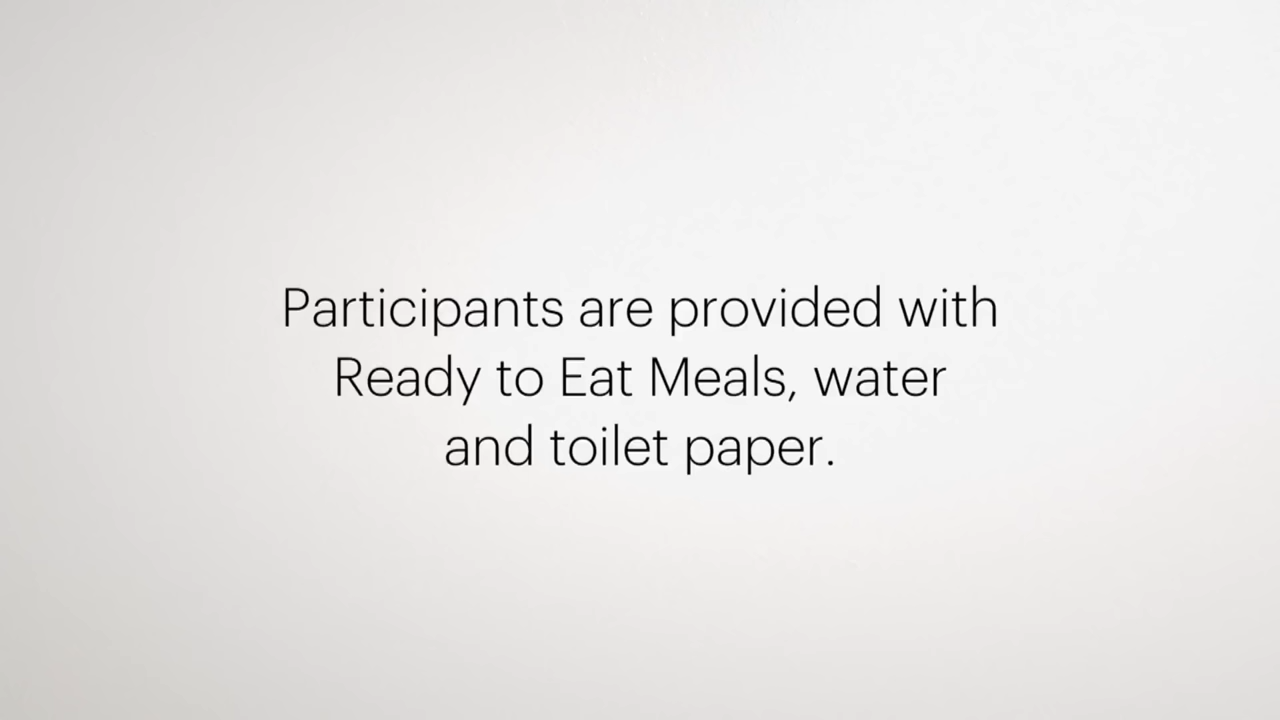 Participants are provided with
Ready to Eat Meals, water
and toilet paper.